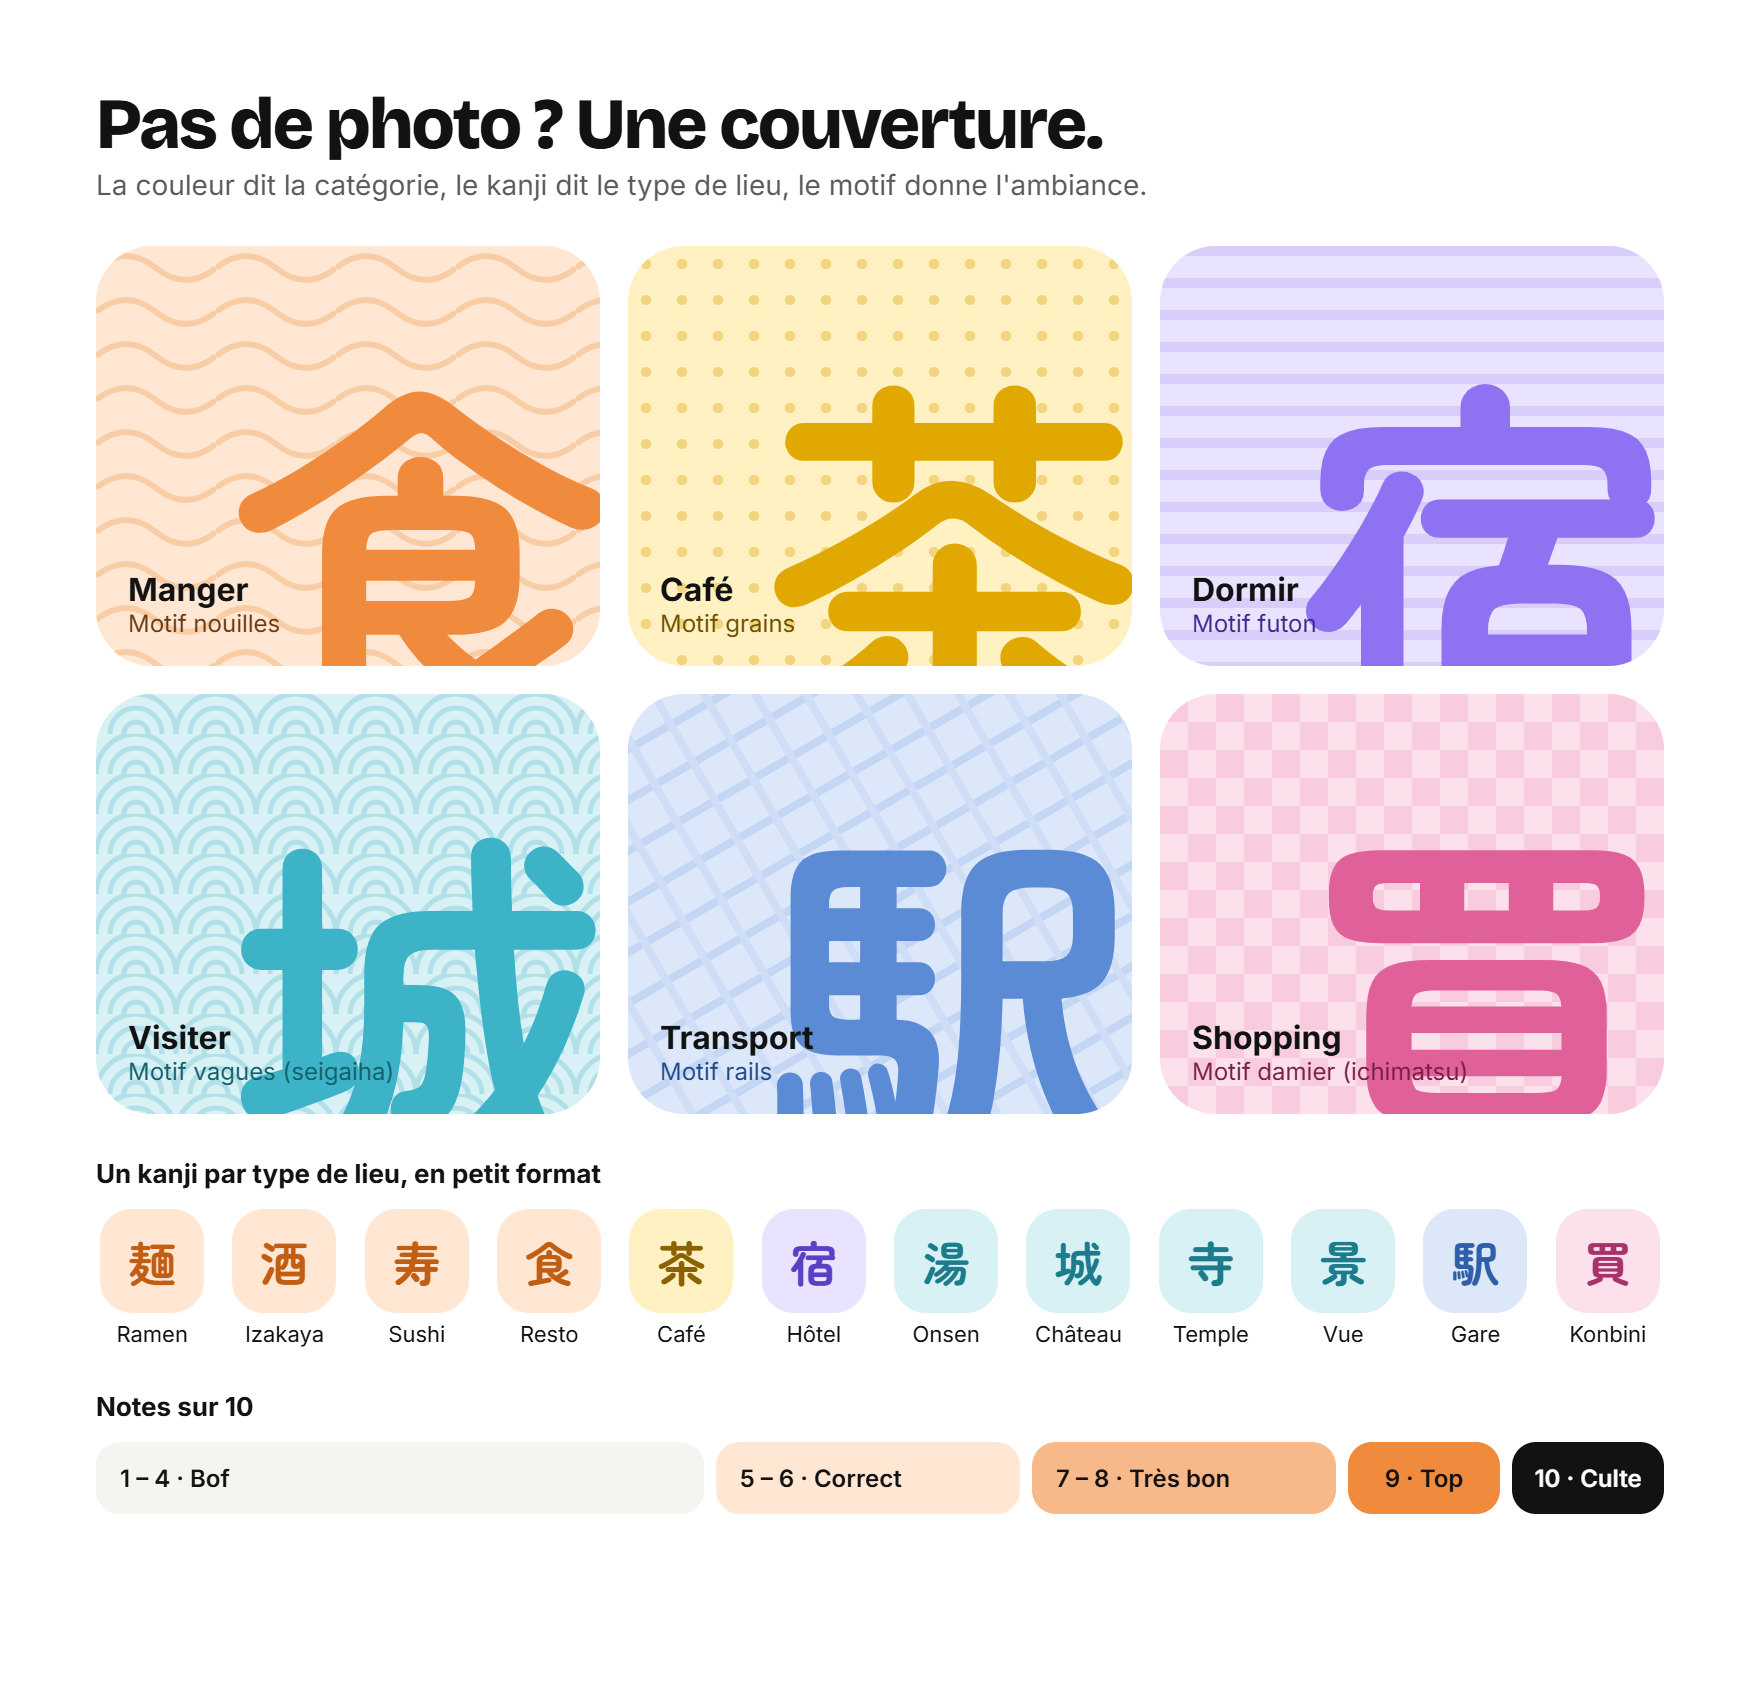 Pas de photo ? Une couverture.
La couleur dit la catégorie, le kanji dit le type de lieu, le motif donne l'ambiance.
食
Manger
Motif nouilles
茶
Café
Motif grains
宿
Dormir
Motif futon
城
Visiter
Motif vagues (seigaiha)
駅
Transport
Motif rails
買
Shopping
Motif damier (ichimatsu)
Un kanji par type de lieu, en petit format
麺 酒 寿 食 茶 宿 湯 城 寺 景 駅 買
Ramen Izakaya Sushi Resto Café Hôtel Onsen Château Temple Vue Gare Konbini
Notes sur 10
1 – 4 · Bof 5 – 6 · Correct 7 – 8 · Très bon 9 · Top 10 · Culte